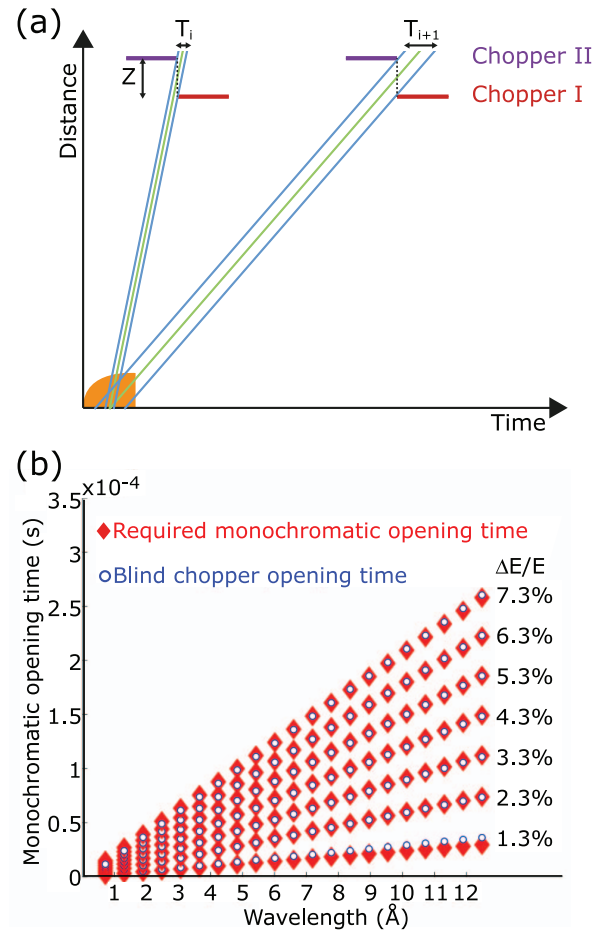 (a)
T_i
T_i+1
Chopper II
Z
Chopper I
Distance
Time
(b)
x10^-4
3.5
3
2.5
2
1.5
1
0.5
0
Monochromatic opening time (s)
Required monochromatic opening time
Blind chopper opening time
ΔE/E
7.3%
6.3%
5.3%
4.3%
3.3%
2.3%
1.3%
1 2 3 4 5 6 7 8 9 10 11 12
Wavelength (Å)